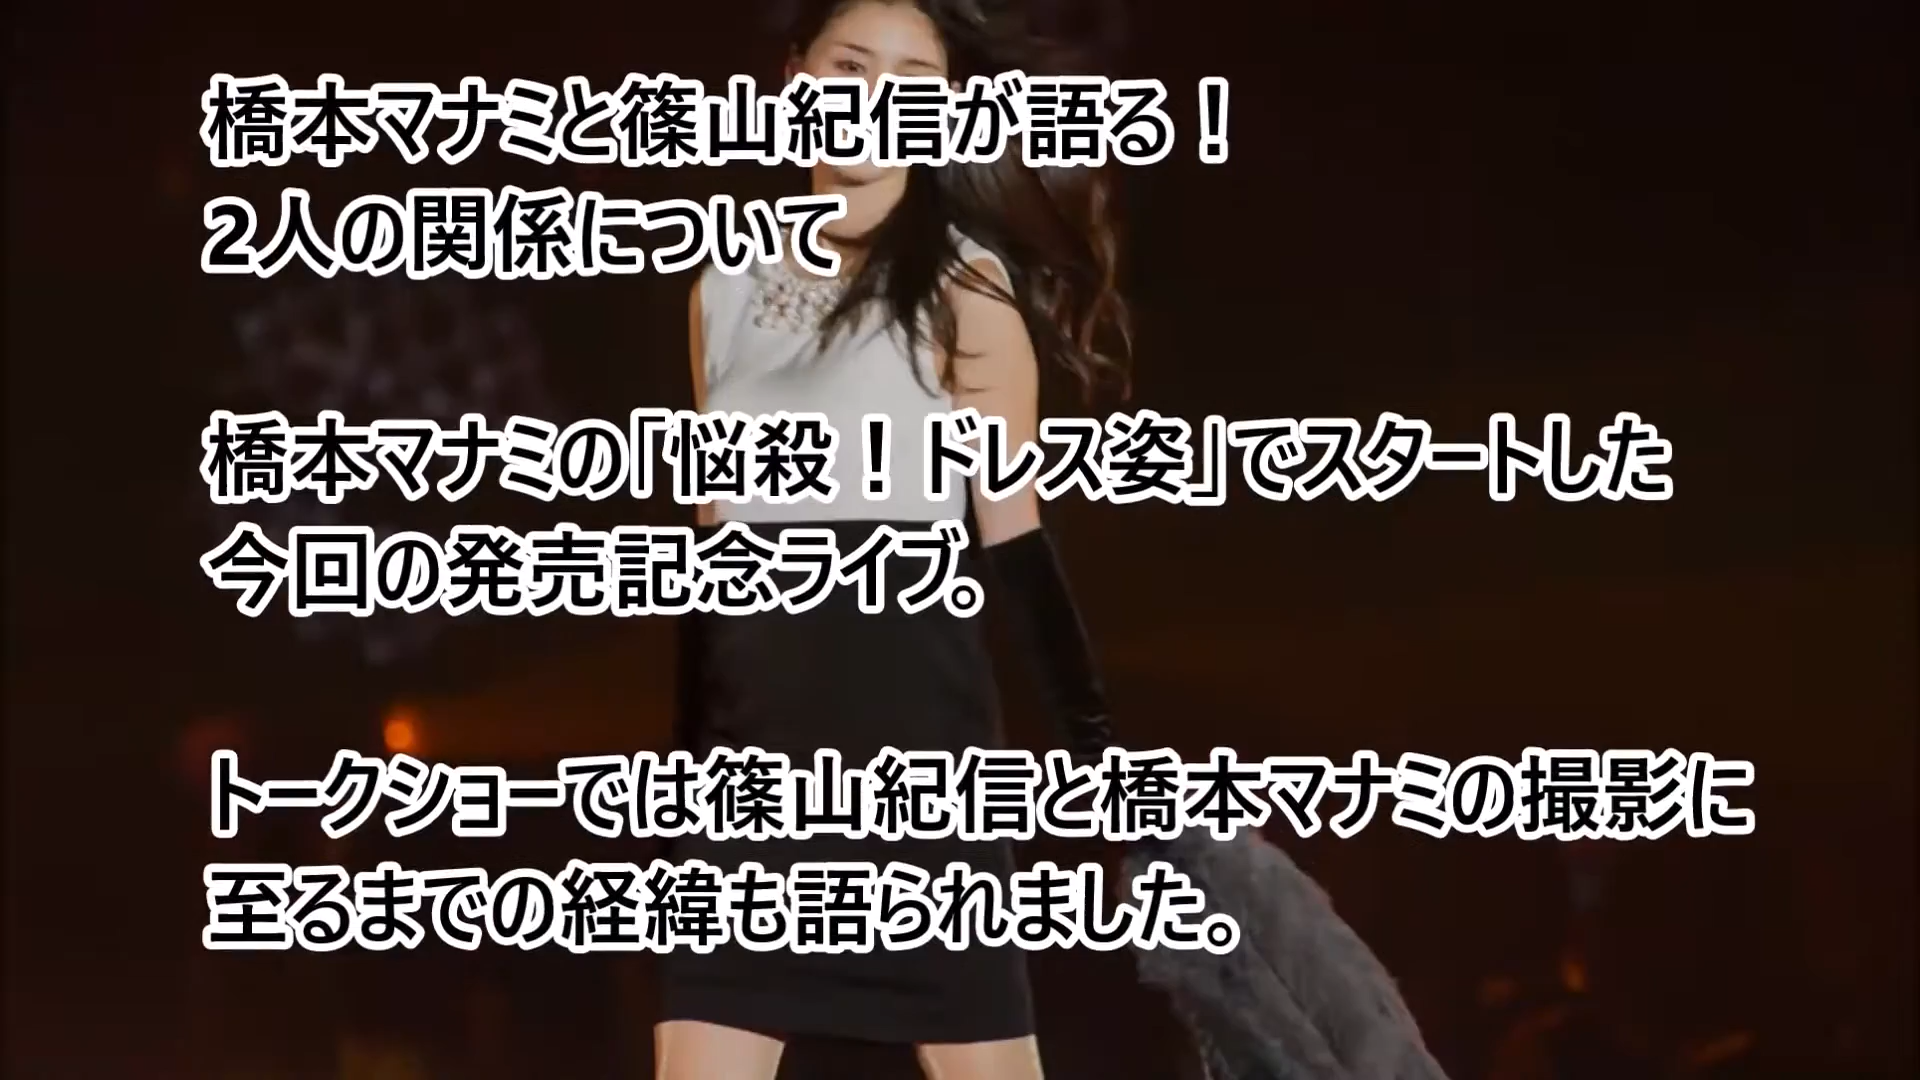 橋本マナミと篠山紀信が語る！
2人の関係について
橋本マナミの「悩殺！ドレス姿」でスタートした
今回の発売記念ライブ。
トークショーでは篠山紀信と橋本マナミの撮影に
至るまでの経緯も語られました。